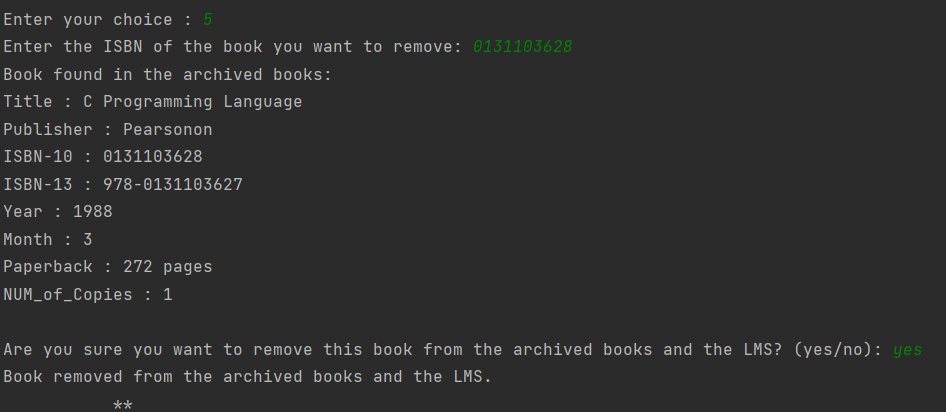 Enter your choice : 5
Enter the ISBN of the book you want to remove: 0131103628
Book found in the archived books:
Title : C Programming Language
Publisher : Pearsonon
ISBN-10 : 0131103628
ISBN-13 : 978-0131103627
Year : 1988
Month : 3
Paperback : 272 pages
NUM_of_Copies : 1
Are you sure you want to remove this book from the archived books and the LMS? (yes/no): yes
Book removed from the archived books and the LMS.
**